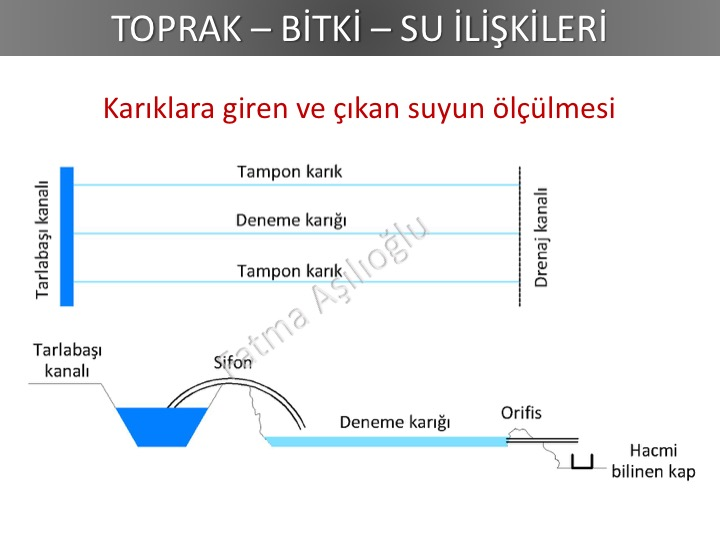 TOPRAK – BİTKİ – SU İLİŞKİLERİ
Karıklara giren ve çıkan suyun ölçülmesi
Tarlabaşı kanalı
Tampon karık
Deneme karığı
Tampon karık
Drenaj kanalı
Fatma Aşılıoğlu
Tarlabaşı
kanalı
Sifon
Deneme karığı
Orifis
Hacmi
bilinen kap